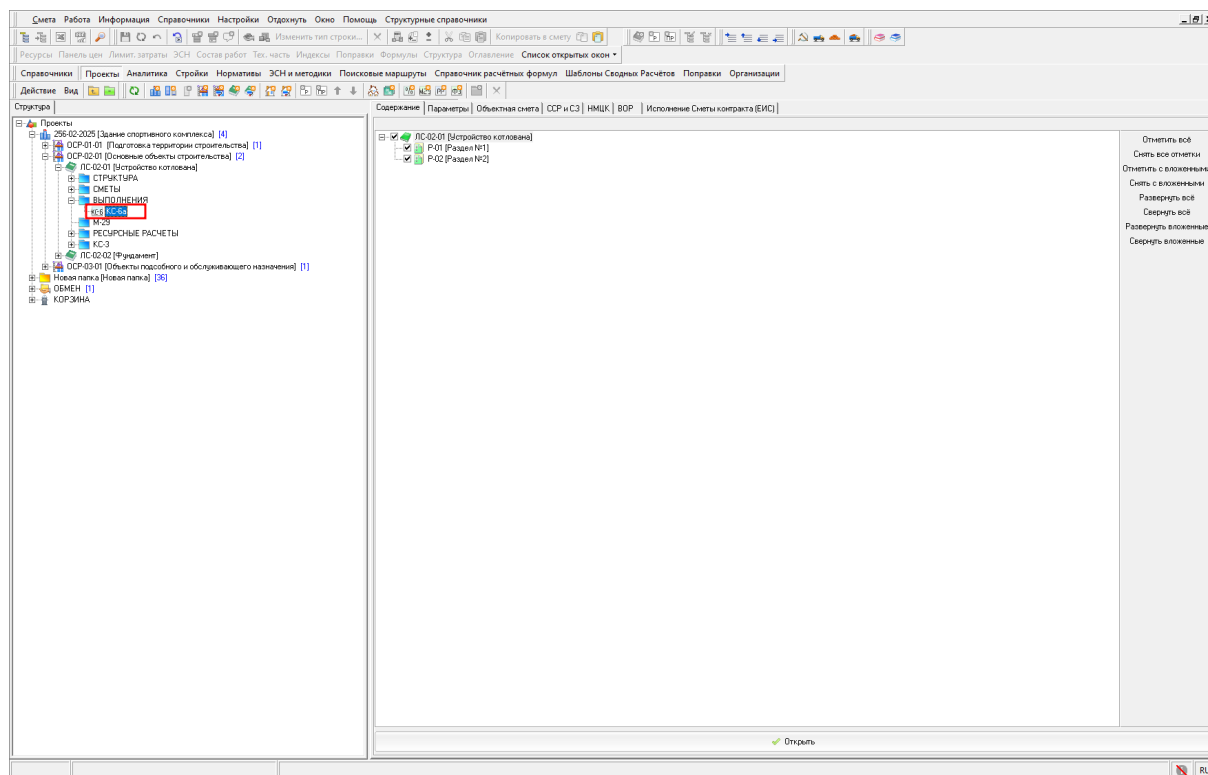 Смета Работа Информация Справочники Настройки Отдохнуть Окно Помощь Структурные справочники
Изменить тип строки... Копировать в смету
Ресурсы Панель цен Лимит. затраты ЭСН Состав работ Тех. часть Индексы Поправки Формулы Структура Оглавление Список открытых окон
Справочники Проекты Аналитика Стройки Нормативы ЭСН и методики Поисковые маршруты Справочник расчётных формул Шаблоны Сводных Расчётов Поправки Организации
Действие Вид
Структура
Содержание Параметры Объектная смета ССР и СЗ НМЦК ВОР Исполнение Сметы контракта (ЕИС)
Проекты
256-02-2025 [Здание спортивного комплекса] [4]
ОСР-01-01 [Подготовка территории строительства] [1]
ОСР-02-01 [Основные объекты строительства] [2]
ЛС-02-01 [Устройство котлована]
СТРУКТУРА
СМЕТЫ
ВЫПОЛНЕНИЯ
КС-6 КС-6а
М-29
РЕСУРСНЫЕ РАСЧЕТЫ
КС-3
ЛС-02-02 [Фундамент]
ОСР-03-01 [Объекты подсобного и обслуживающего назначения] [1]
Новая папка [Новая папка] [36]
ОБМЕН [1]
КОРЗИНА
ЛС-02-01 [Устройство котлована]
Р-01 [Раздел №1]
Р-02 [Раздел №2]
Отметить всё
Снять все отметки
Отметить с вложенными
Снять с вложенными
Развернуть всё
Свернуть всё
Развернуть вложенные
Свернуть вложенные
Открыть
RU